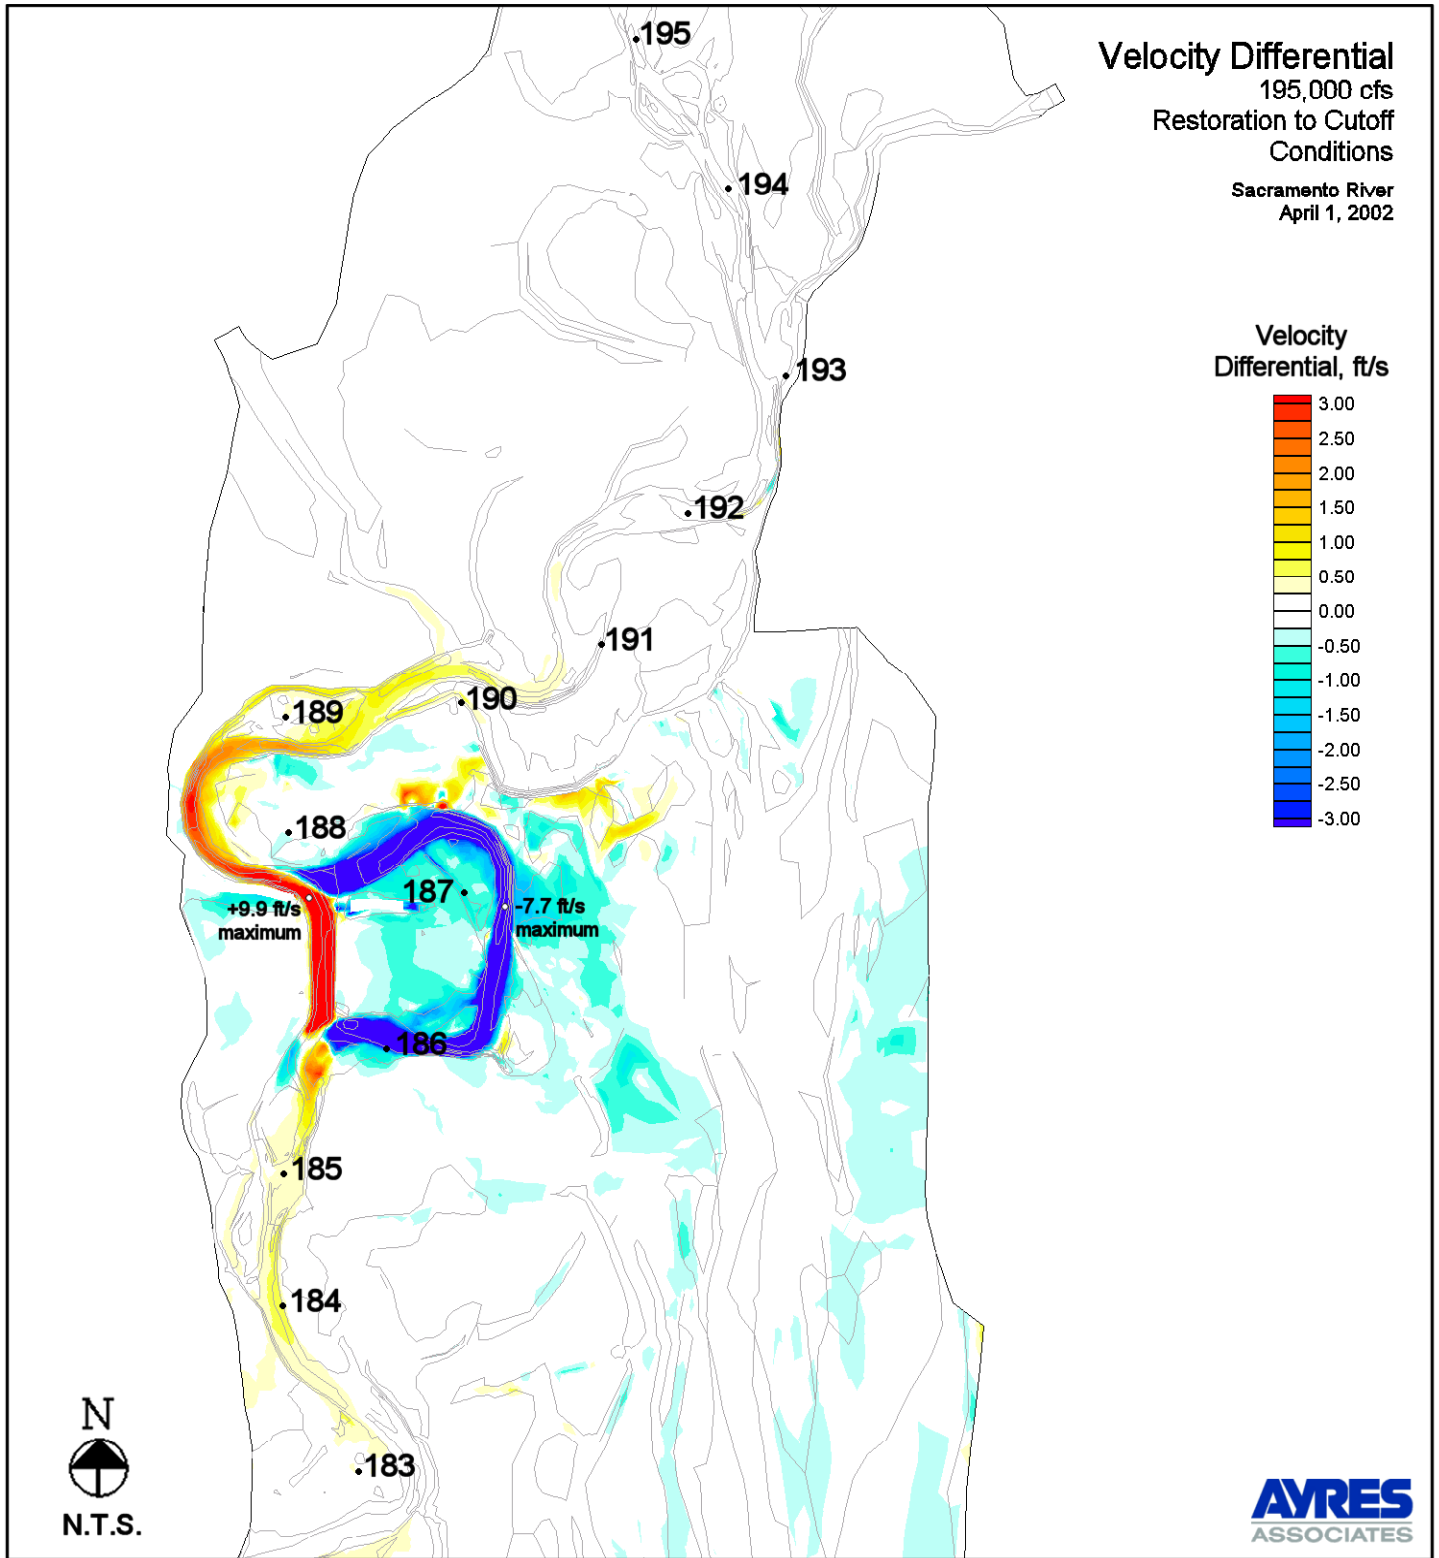 Velocity Differential
195,000 cfs
Restoration to Cutoff
Conditions
Sacramento River
April 1, 2002
Velocity
Differential, ft/s
3.00
2.50
2.00
1.50
1.00
0.50
0.00
-0.50
-1.00
-1.50
-2.00
-2.50
-3.00
195
194
193
192
191
190
189
188
187
+9.9 ft/s
maximum
-7.7 ft/s
maximum
186
185
184
183
N
N.T.S.
AYRES
ASSOCIATES